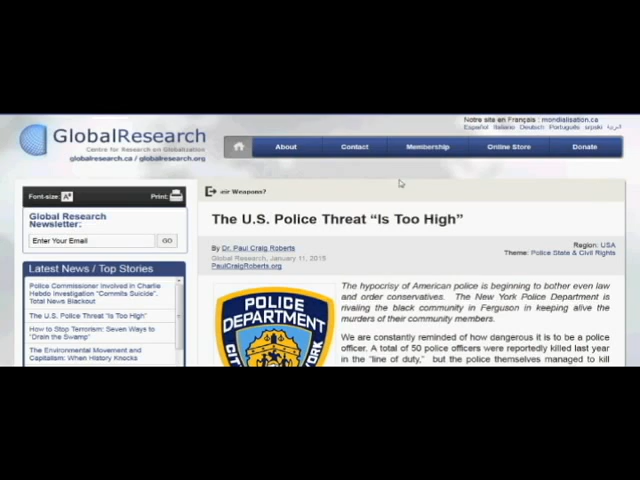 Notre site en Français : mondialisation.ca
Español Italiano Deutsch Português srpski العربية
GlobalResearch
Centre for Research on Globalization
globalresearch.ca / globalresearch.org
About Contact Membership Online Store Donate
Font-size: A Print:
eir Weapons?
Global Research
Newsletter:
Enter Your Email GO
Latest News / Top Stories
Police Commissioner Involved in Charlie
Hebdo Investigation "Commits Suicide".
Total News Blackout
The U.S. Police Threat "Is Too High"
How to Stop Terrorism: Seven Ways to
"Drain the Swamp"
The Environmental Movement and
Capitalism: When History Knocks
The U.S. Police Threat "Is Too High"
By Dr. Paul Craig Roberts
Global Research, January 11, 2015
PaulCraigRoberts.org
Region: USA
Theme: Police State & Civil Rights
POLICE
DEPARTMENT
The hypocrisy of American police is beginning to bother even law
and order conservatives. The New York Police Department is
rivaling the black community in Ferguson in keeping alive the
murders of their community members.
We are constantly reminded of how dangerous it is to be a police
officer. A total of 50 police officers were reportedly killed last year
in the "line of duty," but the police themselves managed to kill